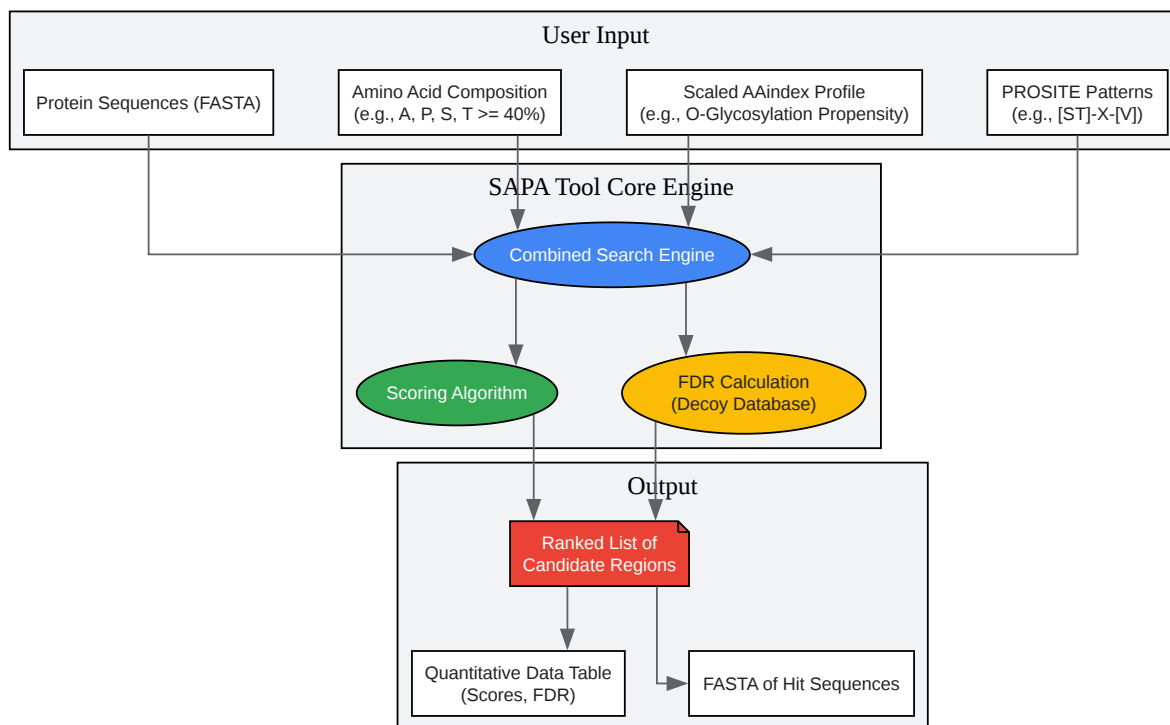 User Input
Protein Sequences (FASTA)
Amino Acid Composition
(e.g., A, P, S, T >= 40%)
Scaled AAindex Profile
(e.g., O-Glycosylation Propensity)
PROSITE Patterns
(e.g., [ST]-X-[V])
SAPA Tool Core Engine
Combined Search Engine
Scoring Algorithm
FDR Calculation
(Decoy Database)
Output
Ranked List of
Candidate Regions
Quantitative Data Table
(Scores, FDR)
FASTA of Hit Sequences